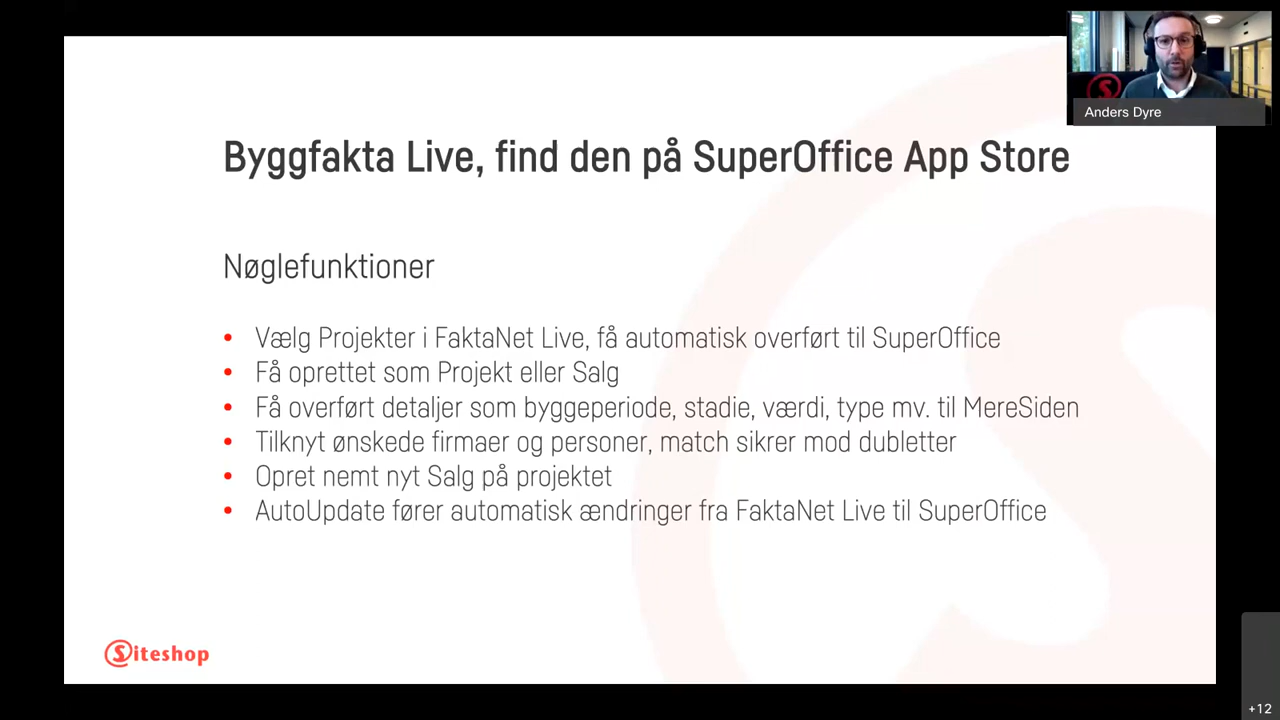 Anders Dyre
Byggfakta Live, find den på SuperOffice App Store
Nøglefunktioner
• Vælg Projekter i FaktaNet Live, få automatisk overført til SuperOffice
• Få oprettet som Projekt eller Salg
• Få overført detaljer som byggeperiode, stadie, værdi, type mv. til MereSiden
• Tilknyt ønskede firmaer og personer, match sikrer mod dubletter
• Opret nemt nyt Salg på projektet
• AutoUpdate fører automatisk ændringer fra FaktaNet Live til SuperOffice
Siteshop
+12